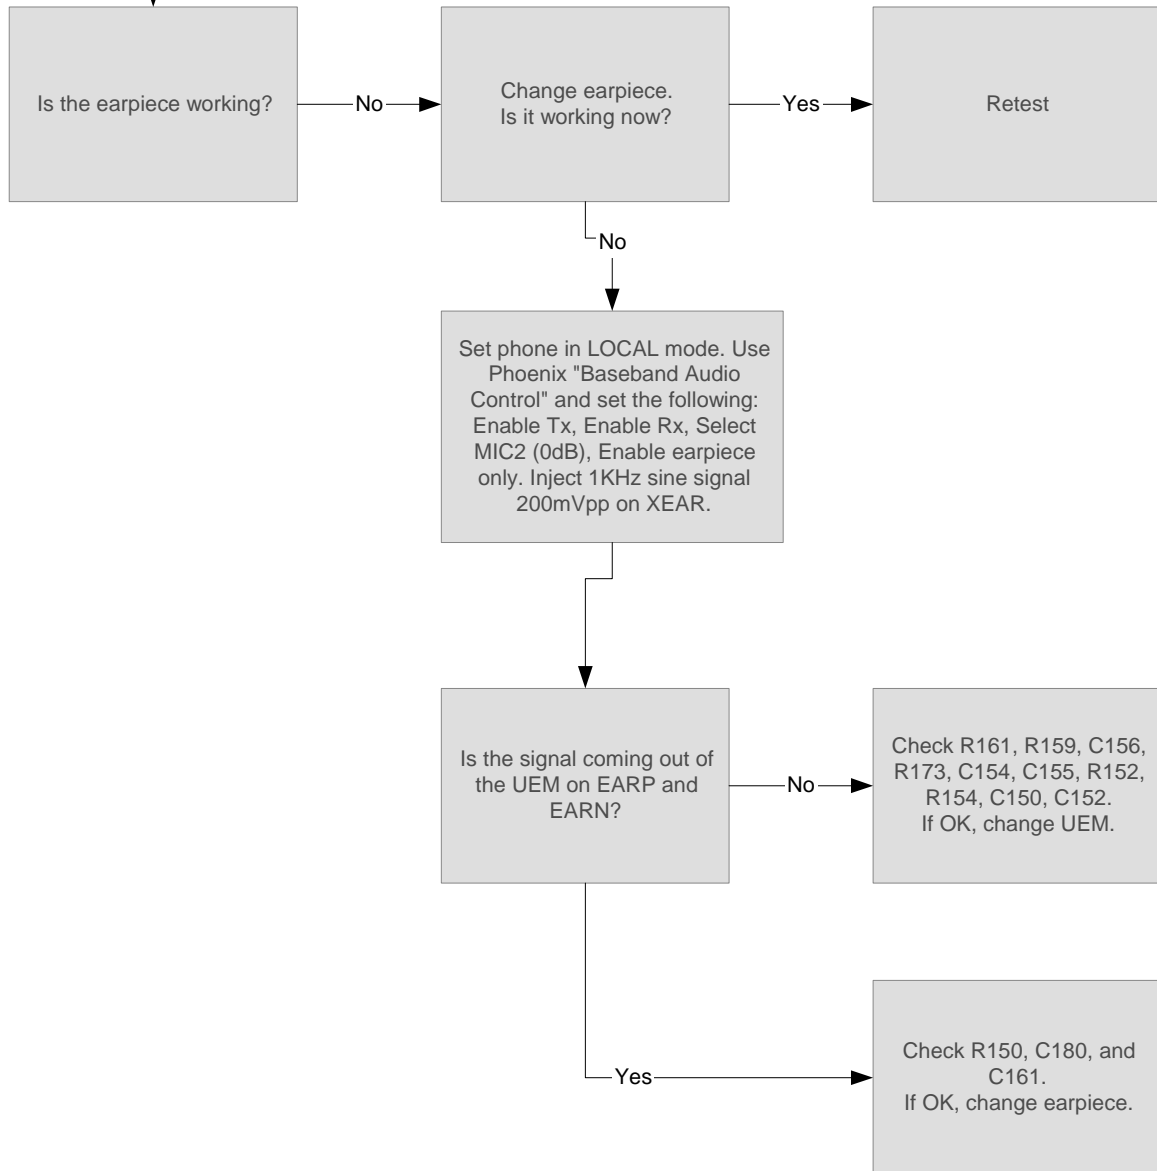 Is the earpiece working?
No
Change earpiece.
Is it working now?
Yes
Retest
No
Set phone in LOCAL mode. Use
Phoenix "Baseband Audio
Control" and set the following:
Enable Tx, Enable Rx, Select
MIC2 (0dB), Enable earpiece
only. Inject 1KHz sine signal
200mVpp on XEAR.
Is the signal coming out of
the UEM on EARP and
EARN?
No
Check R161, R159, C156,
R173, C154, C155, R152,
R154, C150, C152.
If OK, change UEM.
Yes
Check R150, C180, and
C161.
If OK, change earpiece.